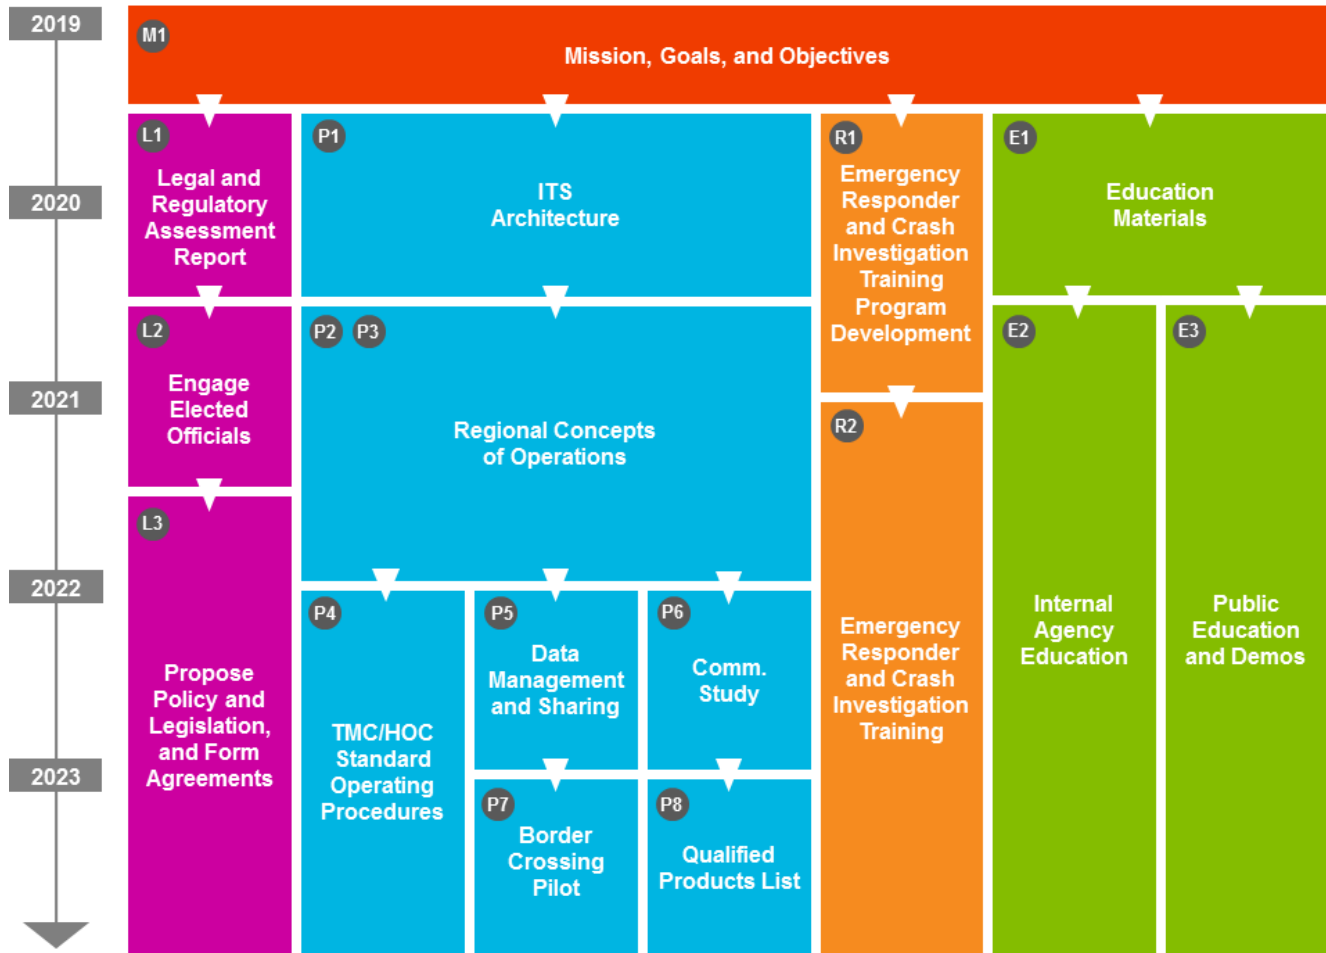 2019
M1
Mission, Goals, and Objectives
L1
Legal and
Regulatory
Assessment
Report
P1
ITS
Architecture
R1
Emergency
Responder
and Crash
Investigation
Training
Program
Development
E1
Education
Materials
2020
L2
Engage
Elected
Officials
P2 P3
Regional Concepts
of Operations
E2
Internal
Agency
Education
E3
Public
Education
and Demos
2021
R2
Emergency
Responder
and Crash
Investigation
Training
L3
Propose
Policy and
Legislation,
and Form
Agreements
2022
P4
TMC/HOC
Standard
Operating
Procedures
P5
Data
Management
and Sharing
P6
Comm.
Study
2023
P7
Border
Crossing
Pilot
P8
Qualified
Products List